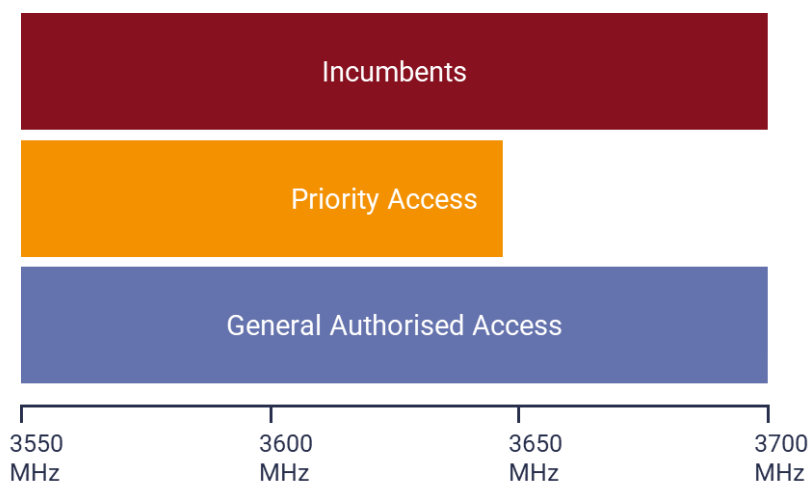 Incumbents
Priority Access
General Authorised Access
3550 3600 3650 3700
MHz MHz MHz MHz